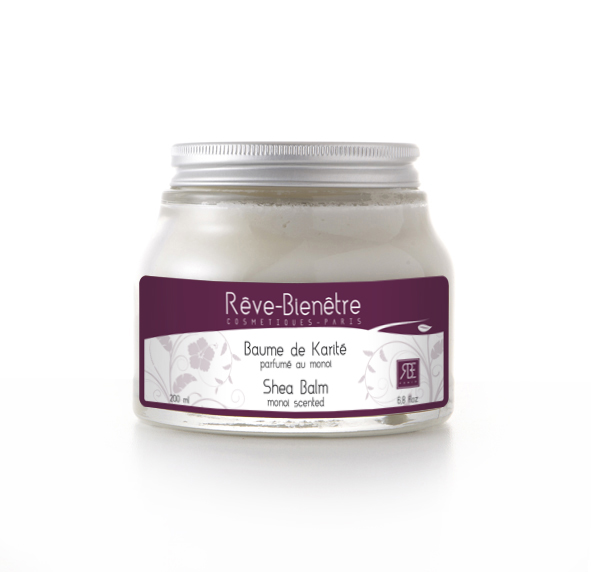 Rêve-Bienêtre
COSMETIQUES-PARIS
Baume de Karité
parfumé au monoï
Shea Balm
monoi scented
200 ml
6.8 fl.oz